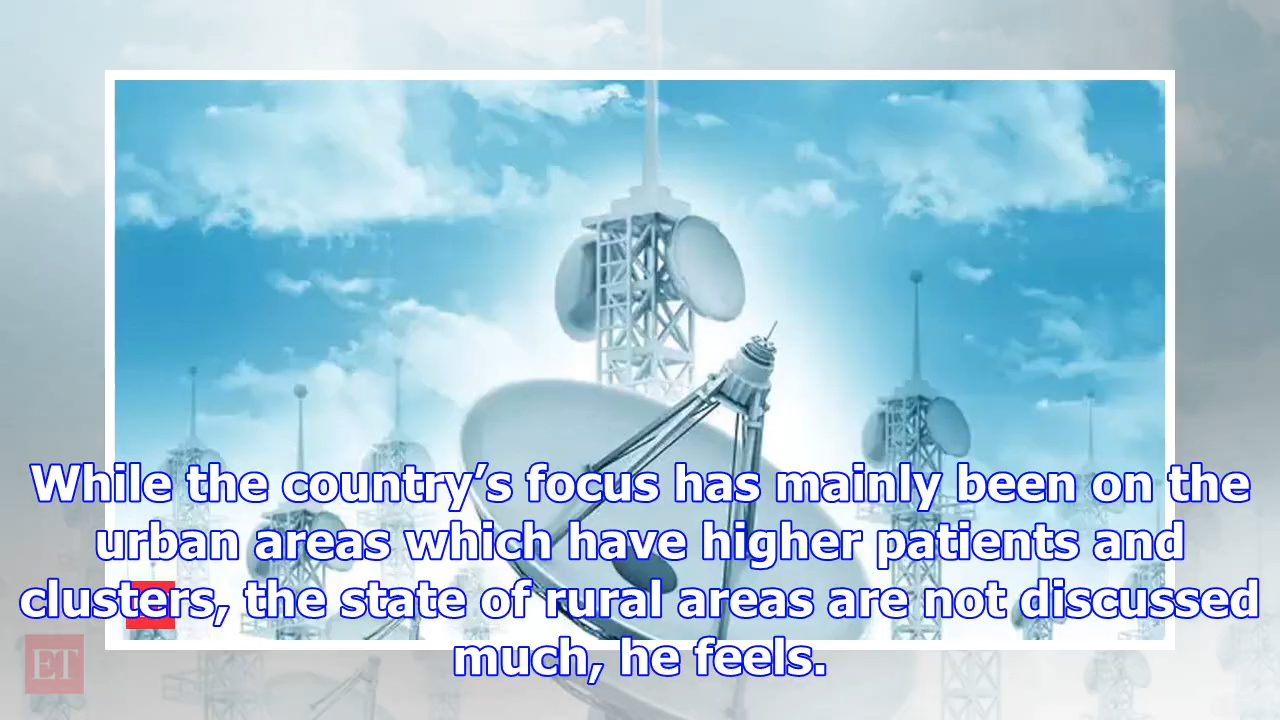 While the country’s focus has mainly been on the
urban areas which have higher patients and
clusters, the state of rural areas are not discussed
much, he feels.
ET